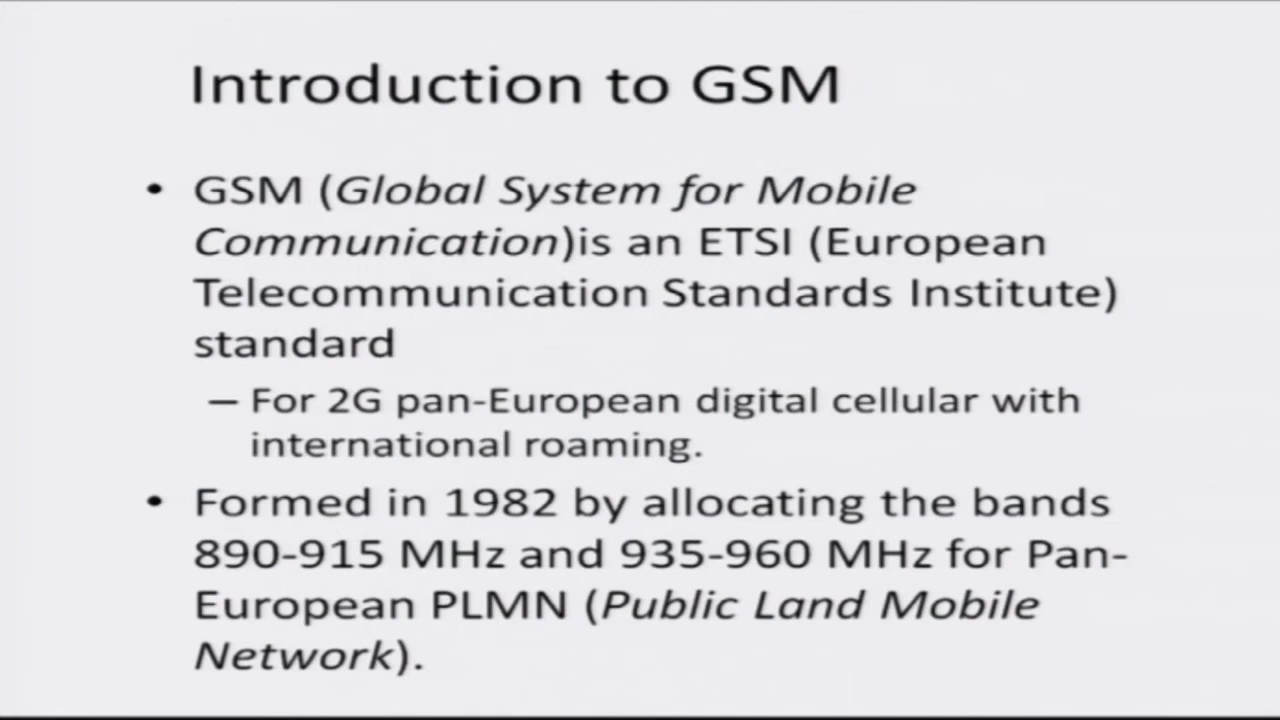 Introduction to GSM
• GSM (Global System for Mobile
Communication)is an ETSI (European
Telecommunication Standards Institute)
standard
– For 2G pan-European digital cellular with
international roaming.
• Formed in 1982 by allocating the bands
890-915 MHz and 935-960 MHz for Pan-
European PLMN (Public Land Mobile
Network).